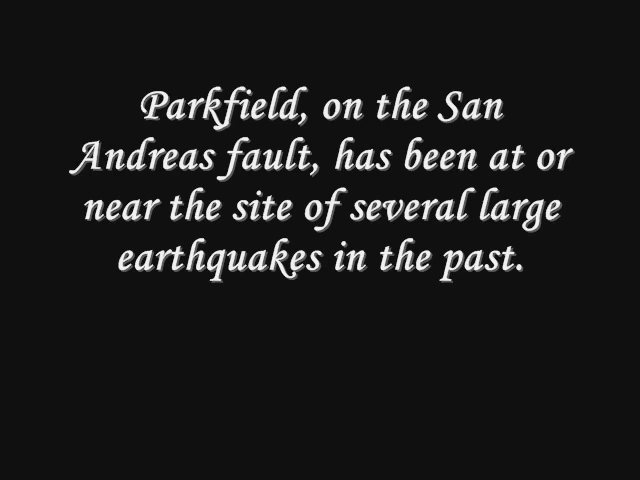 Parkfield, on the San
Andreas fault, has been at or
near the site of several large
earthquakes in the past.